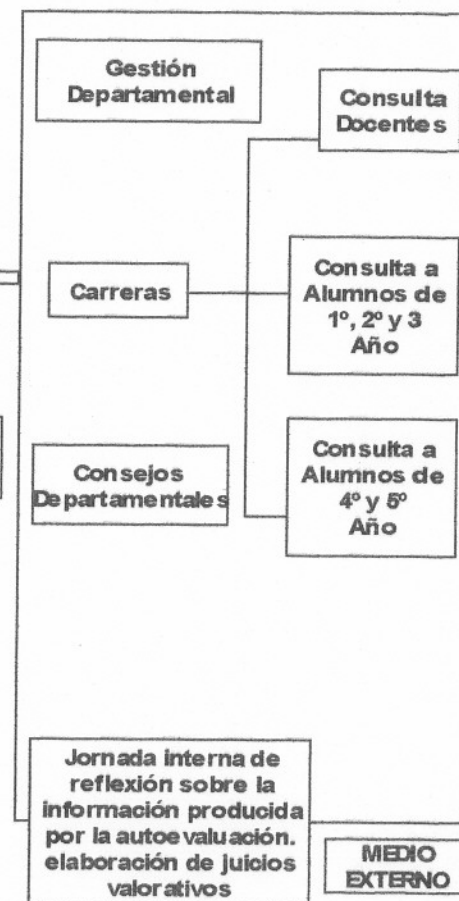 Gestión
Departamental
Consulta
Docentes
Carreras
Consulta a
Alumnos de
1º, 2º y 3
Año
Consejos
Departamentales
Consulta a
Alumnos de
4º y 5º
Año
Jornada interna de
reflexión sobre la
información producida
por la autoevaluación.
elaboración de juicios
valorativos
MEDIO
EXTERNO